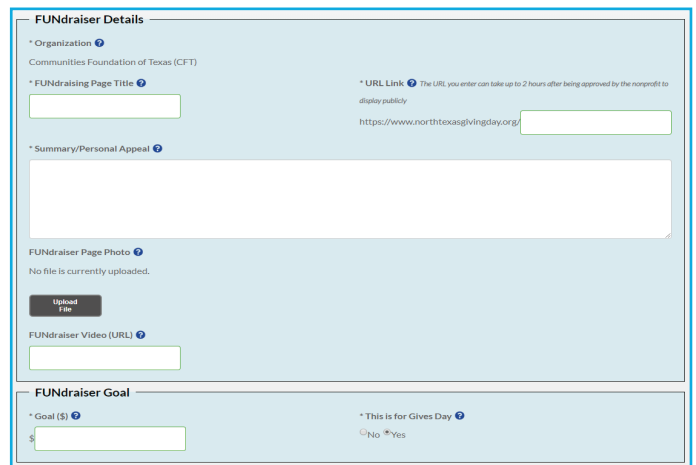 FUNdraiser Details
* Organization ?
Communities Foundation of Texas (CFT)
* FUNdraising Page Title ?
* URL Link ? The URL you enter can take up to 2 hours after being approved by the nonprofit to
display publicly
https://www.northtexasgivingday.org/
* Summary/Personal Appeal ?
FUNdraiser Page Photo ?
No file is currently uploaded.
Upload
File
FUNdraiser Video (URL) ?
FUNdraiser Goal
* Goal ($) ?
$
* This is for Gives Day ?
No Yes